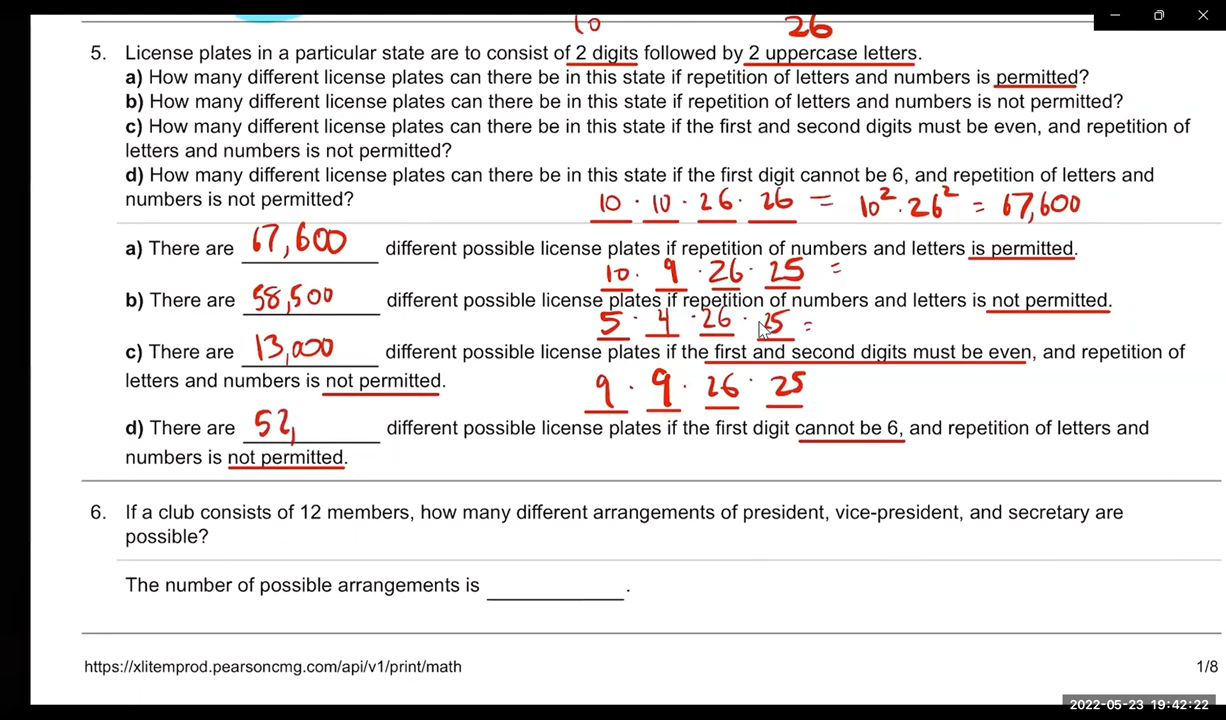 10 26
5. License plates in a particular state are to consist of 2 digits followed by 2 uppercase letters.
a) How many different license plates can there be in this state if repetition of letters and numbers is permitted?
b) How many different license plates can there be in this state if repetition of letters and numbers is not permitted?
c) How many different license plates can there be in this state if the first and second digits must be even, and repetition of
letters and numbers is not permitted?
d) How many different license plates can there be in this state if the first digit cannot be 6, and repetition of letters and
numbers is not permitted?
10 · 10 · 26 · 26 = 10² · 26² = 67,600
a) There are 67,600 different possible license plates if repetition of numbers and letters is permitted.
10 · 9 · 26 · 25 =
b) There are 58,500 different possible license plates if repetition of numbers and letters is not permitted.
5 · 4 · 26 · 25 =
c) There are 13,000 different possible license plates if the first and second digits must be even, and repetition of
letters and numbers is not permitted.
9 · 9 · 26 · 25
d) There are 52, different possible license plates if the first digit cannot be 6, and repetition of letters and
numbers is not permitted.
6. If a club consists of 12 members, how many different arrangements of president, vice-president, and secretary are
possible?
The number of possible arrangements is .
https://xlitemprod.pearsoncmg.com/api/v1/print/math 1/8
2022-05-23 19:42:22